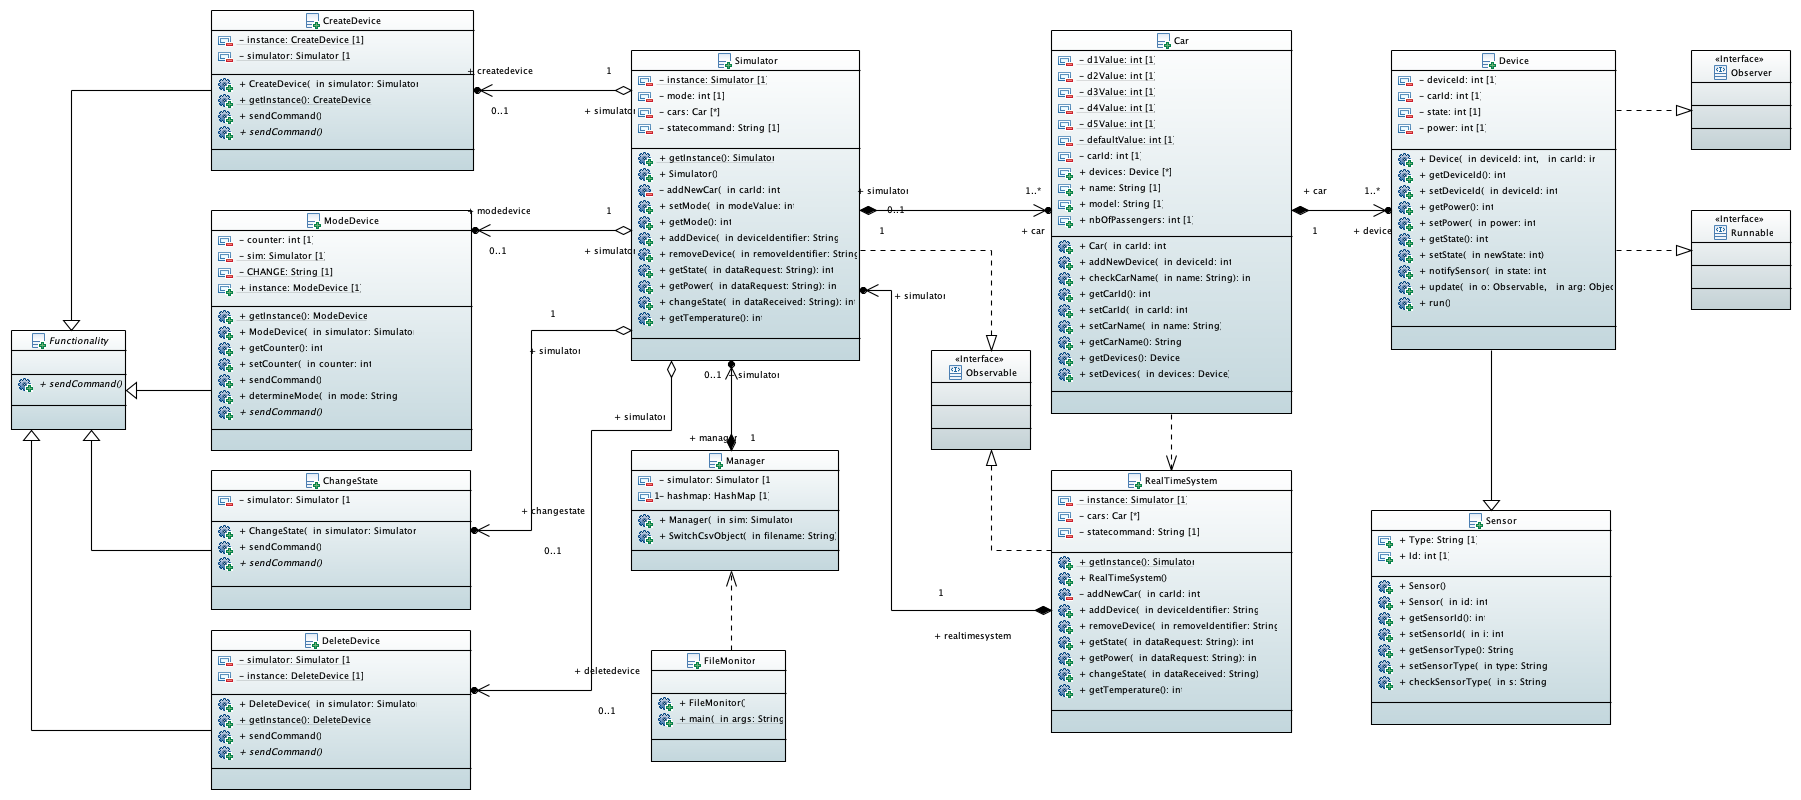 CreateDevice
– instance: CreateDevice [1]
– simulator: Simulator [1
+ CreateDevice( in simulator: Simulator
+ getInstance(): CreateDevice
+ sendCommand()
+ sendCommand()
ModeDevice
– counter: int [1]
– sim: Simulator [1]
– CHANGE: String [1]
+ instance: ModeDevice [1]
+ getInstance(): ModeDevice
+ ModeDevice( in simulator: Simulator
+ getCounter(): int
+ setCounter( in counter: int
+ sendCommand()
+ determineMode( in mode: String
+ sendCommand()
Functionality
+ sendCommand()
ChangeState
– simulator: Simulator [1
+ ChangeState( in simulator: Simulator
+ sendCommand()
+ sendCommand()
DeleteDevice
– simulator: Simulator [1
– instance: DeleteDevice [1]
+ DeleteDevice( in simulator: Simulator
+ getInstance(): DeleteDevice
+ sendCommand()
+ sendCommand()
+ createdevice
1
0..1
+ simulator
+ modedevice
1
0..1
+ simulator
1
+ simulator
+ changestate
0..1
+ simulator
+ deletedevice
0..1
Simulator
– instance: Simulator [1]
– mode: int [1]
– cars: Car [*]
– statecommand: String [1]
+ getInstance(): Simulator
+ Simulator()
– addNewCar( in carId: int
+ setMode( in modeValue: int
+ getMode(): int
+ addDevice( in deviceIdentifier: String
+ removeDevice( in removeIdentifier: String
+ getState( in dataRequest: String): int
+ getPower( in dataRequest: String): in
+ changeState( in dataReceived: String): int
+ getTemperature(): int
0..1
– simulator
+ manager
1
Manager
– simulator: Simulator [1
1– hashmap: HashMap [1]
+ Manager( in sim: Simulator
+ SwitchCsvObject( in filename: String
FileMonitor
+ FileMonitor(
+ main( in args: String
+ simulator
0..1
1
1..*
+ car
+ simulator
«Interface»
Observable
1
+ realtimesystem
Car
– d1Value: int [1]
– d2Value: int [1]
– d3Value: int [1]
– d4Value: int [1]
– d5Value: int [1]
– defaultValue: int [1]
– carId: int [1]
+ devices: Device [*]
+ name: String [1]
+ model: String [1]
+ nbOfPassengers: int [1]
+ Car( in carId: int
+ addNewDevice( in deviceId: int
+ checkCarName( in name: String): in
+ getCarId(): int
+ setCarId( in carId: int
+ setCarName( in name: String)
+ getCarName(): String
+ getDevices(): Device
+ setDevices( in devices: Device)
RealTimeSystem
– instance: Simulator [1]
– cars: Car [*]
– statecommand: String [1]
+ getInstance(): Simulator
+ RealTimeSystem()
– addNewCar( in carId: int
+ addDevice( in deviceIdentifier: String
+ removeDevice( in removeIdentifier: String
+ getState( in dataRequest: String): int
+ getPower( in dataRequest: String): in
+ changeState( in dataReceived: String)
+ getTemperature(): int
+ car
1
1..*
+ device
Device
– deviceId: int [1]
– carId: int [1]
– state: int [1]
– power: int [1]
+ Device( in deviceId: int, in carId: in
+ getDeviceId(): int
+ setDeviceId( in deviceId: int
+ getPower(): int
+ setPower( in power: int
+ getState(): int
+ setState( in newState: int)
+ notifySensor( in state: int
+ update( in o: Observable, in arg: Objec
+ run()
Sensor
+ Type: String [1]
+ Id: int [1]
+ Sensor()
+ Sensor( in id: int
+ getSensorId(): int
+ setSensorId( in i: int
+ getSensorType(): String
+ setSensorType( in type: String
+ checkSensorType( in s: String
«Interface»
Observer
«Interface»
Runnable